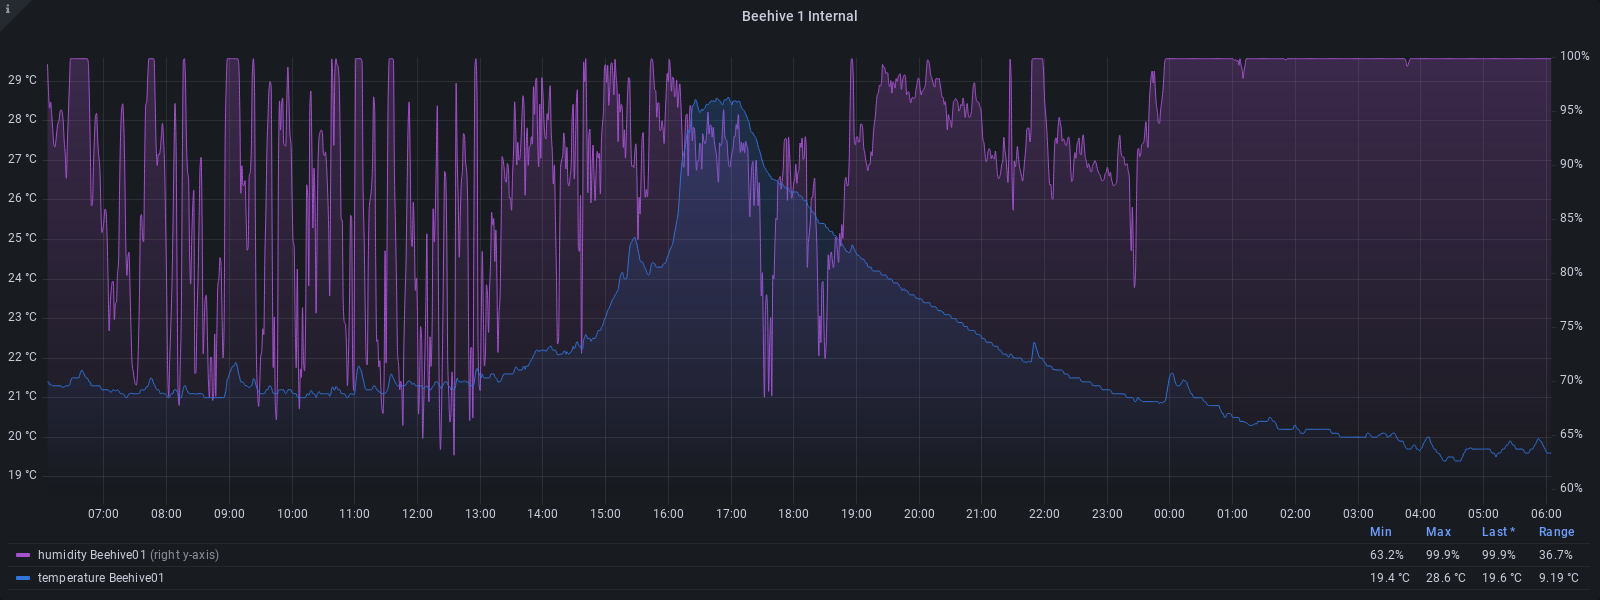 i
Beehive 1 Internal
29 °C
28 °C
27 °C
26 °C
25 °C
24 °C
23 °C
22 °C
21 °C
20 °C
19 °C
100%
95%
90%
85%
80%
75%
70%
65%
60%
07:00 08:00 09:00 10:00 11:00 12:00 13:00 14:00 15:00 16:00 17:00 18:00 19:00 20:00 21:00 22:00 23:00 00:00 01:00 02:00 03:00 04:00 05:00 06:00
Min Max Last * Range
humidity Beehive01 (right y-axis) 63.2% 99.9% 99.9% 36.7%
temperature Beehive01 19.4 °C 28.6 °C 19.6 °C 9.19 °C